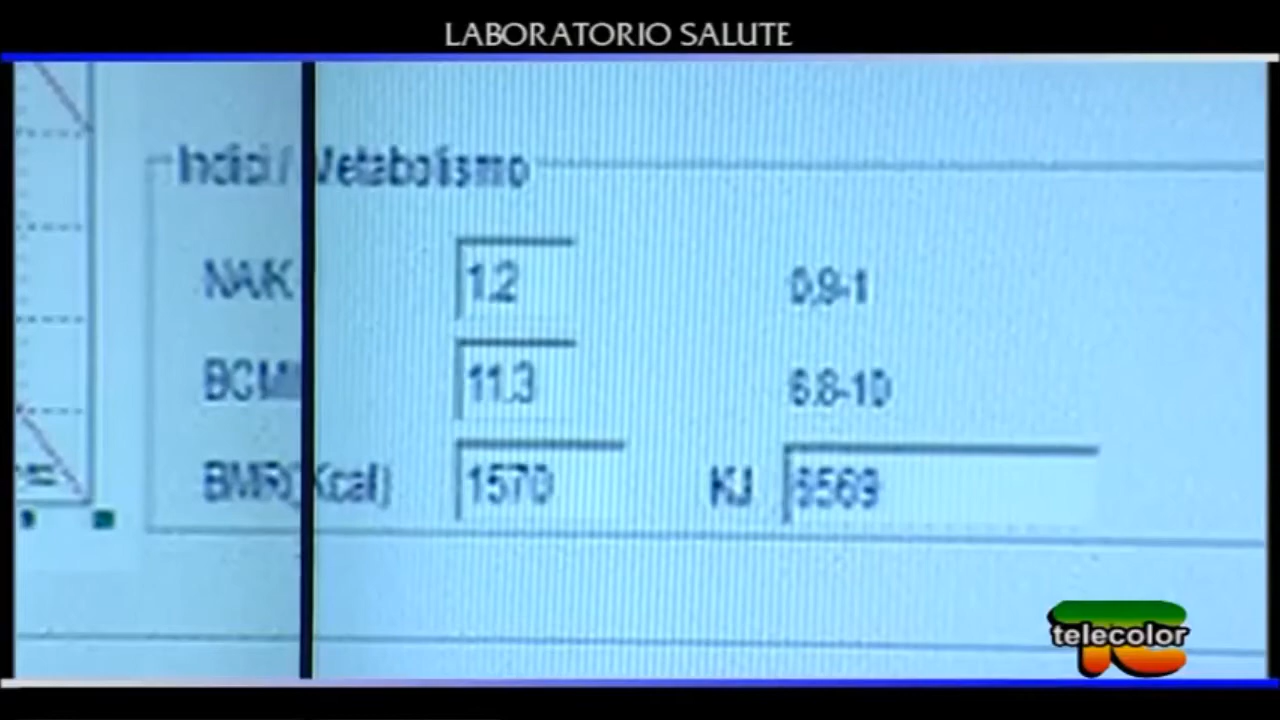 LABORATORIO SALUTE
Indici / Metabolismo
NA/K 1.2 0,9-1
BCMI 11.3 6.8-10
BMR(Kcal) 1570 KJ 6569
telecolor